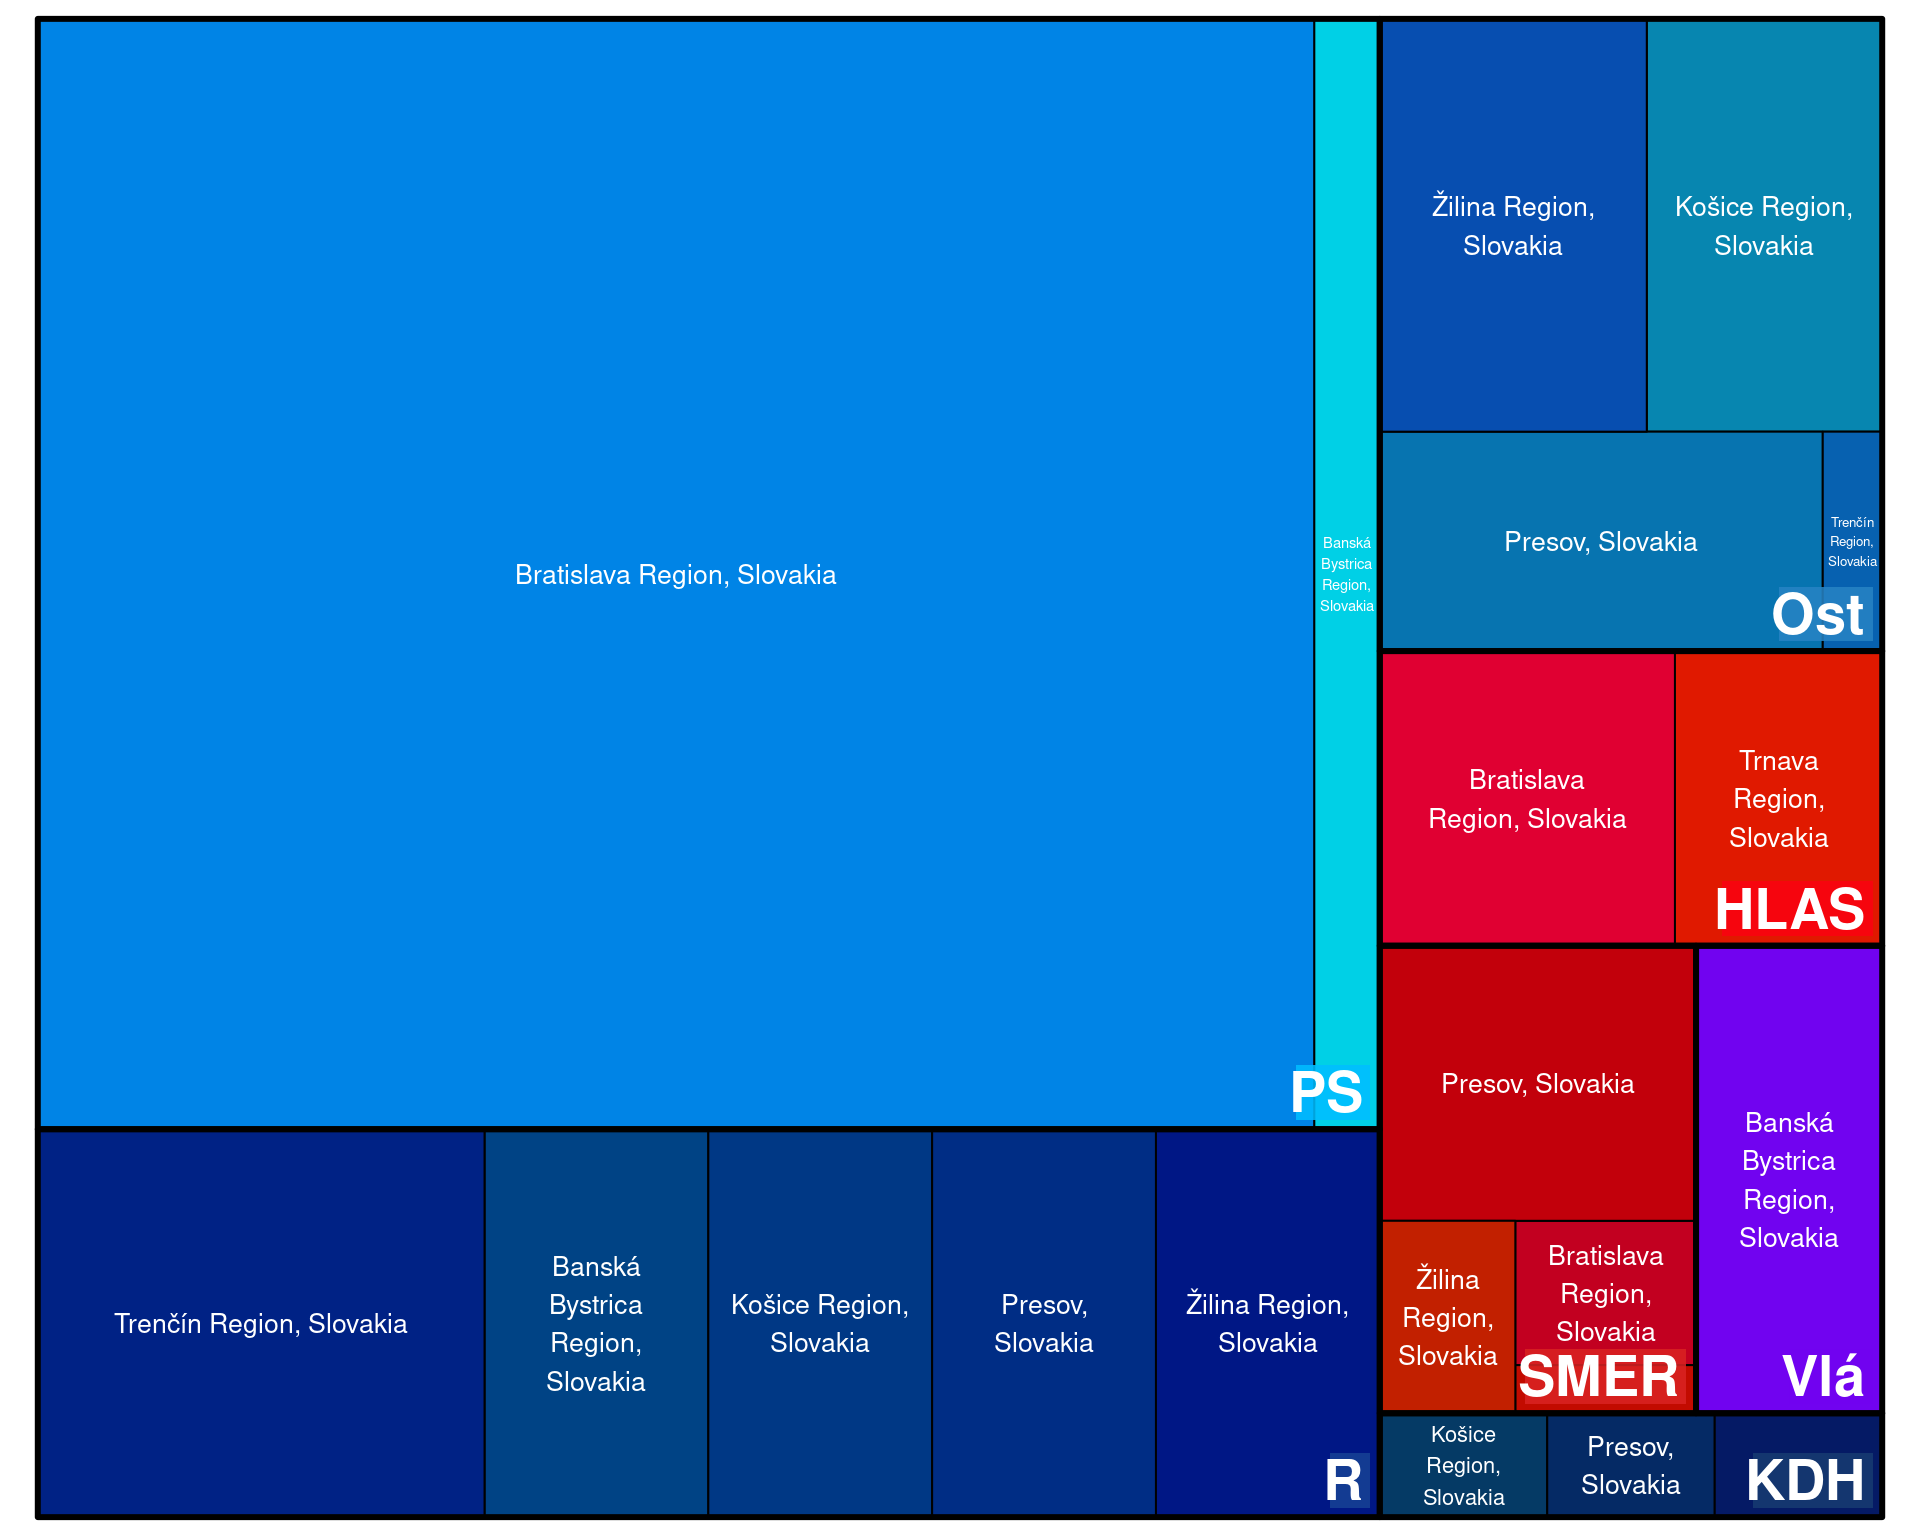 Bratislava Region, Slovakia
Banská
Bystrica
Region,
Slovakia
PS
Trenčín Region, Slovakia
Banská
Bystrica
Region,
Slovakia
Košice Region,
Slovakia
Presov,
Slovakia
Žilina Region,
Slovakia
R
Žilina Region,
Slovakia
Košice Region,
Slovakia
Presov, Slovakia
Trenčín
Region,
Slovakia
Ost
Bratislava
Region, Slovakia
Trnava
Region,
Slovakia
HLAS
Presov, Slovakia
Žilina
Region,
Slovakia
Bratislava
Region,
Slovakia
SMER
Banská
Bystrica
Region,
Slovakia
Vlá
Košice
Region,
Slovakia
Presov,
Slovakia
KDH